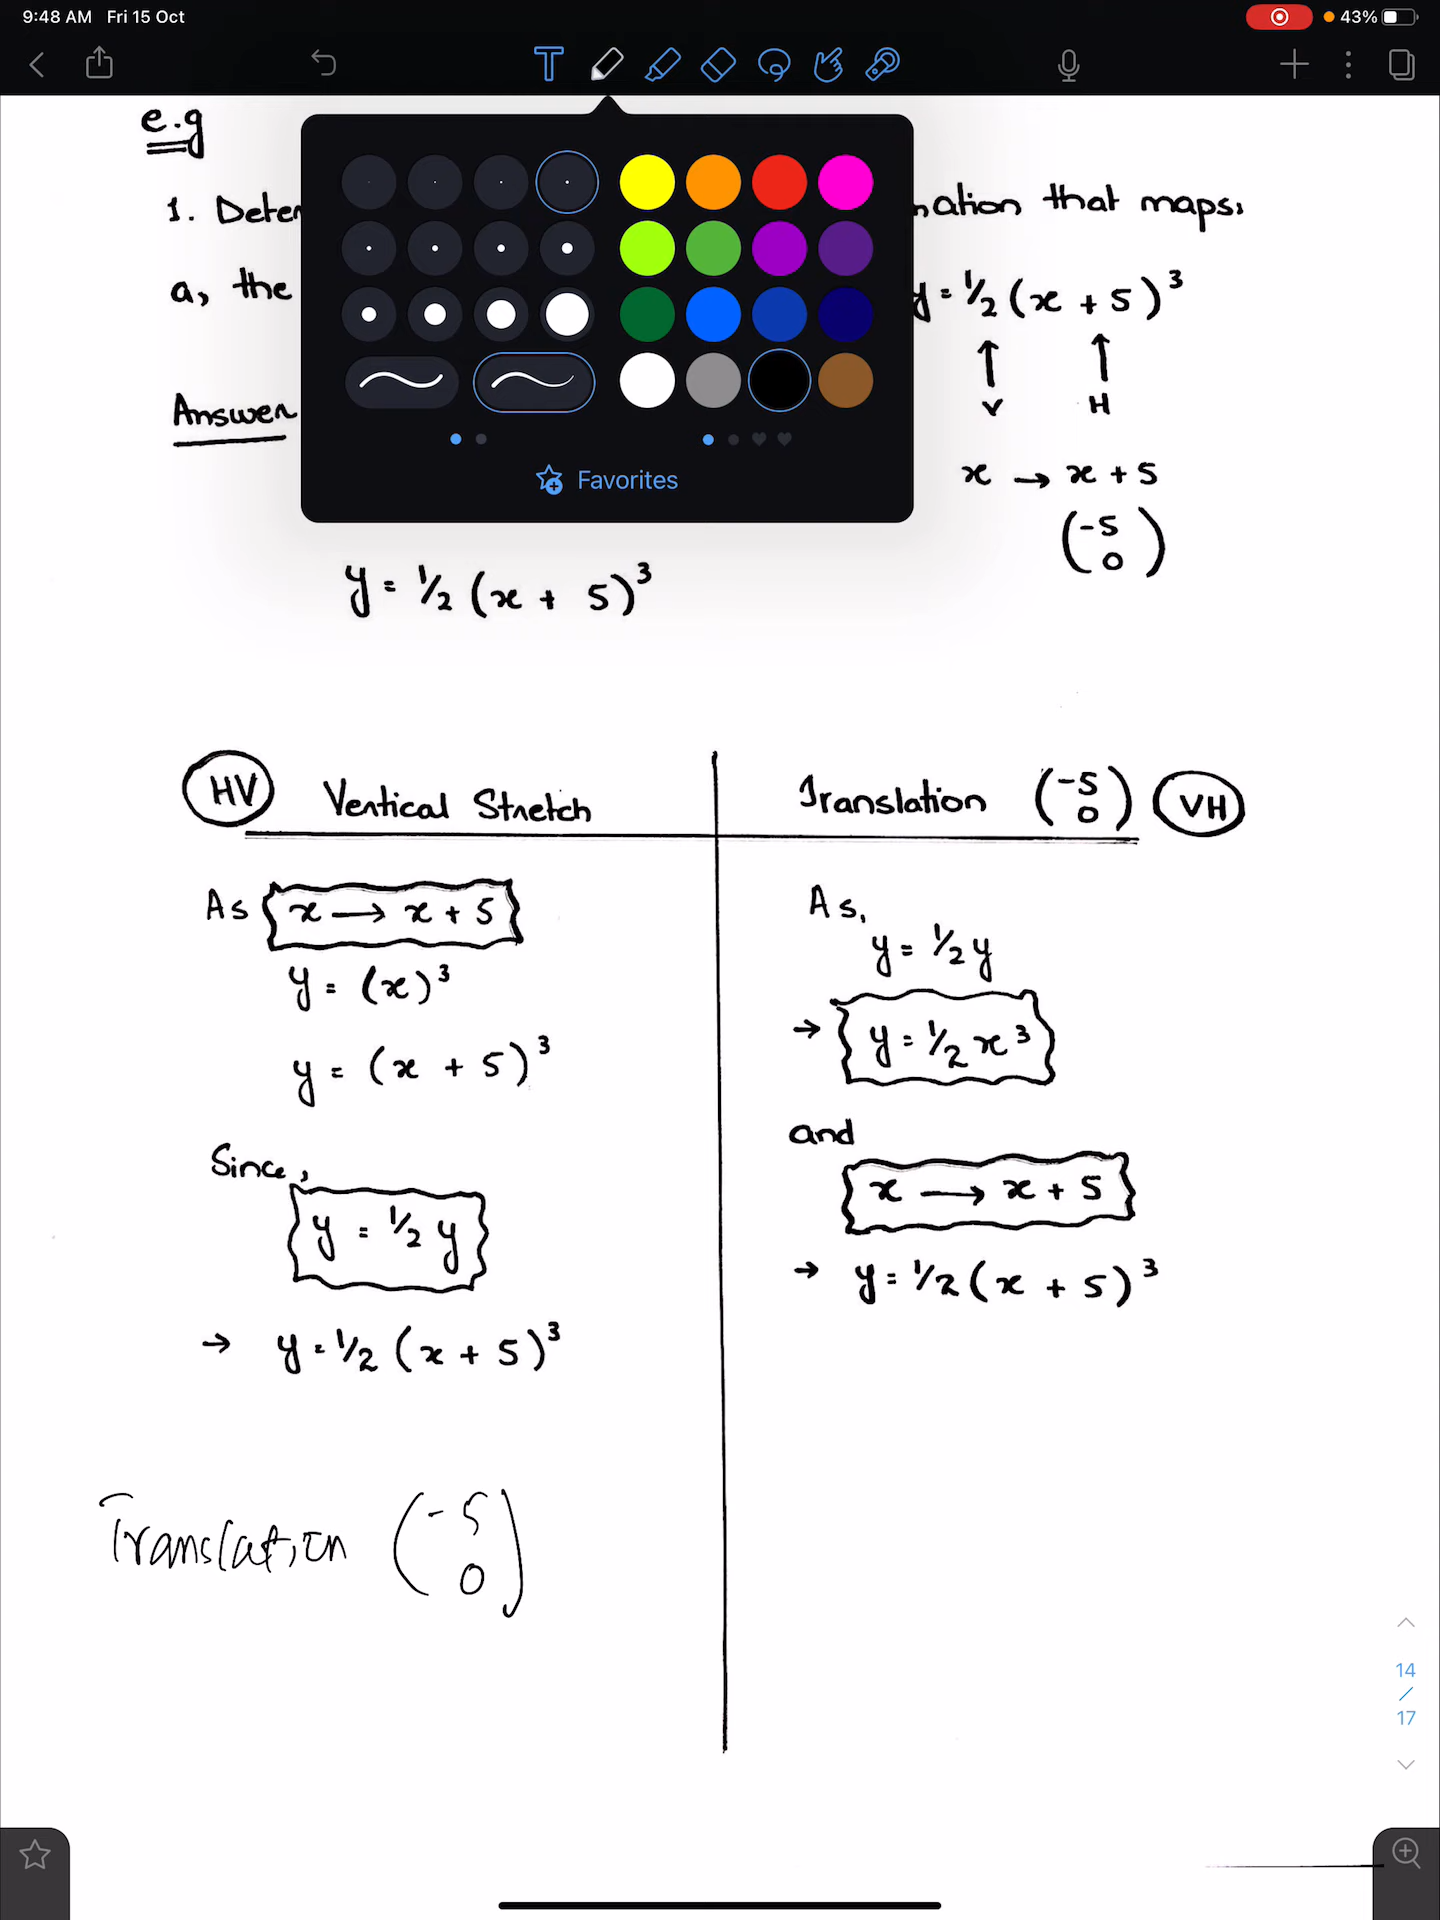 9:48 AM Fri 15 Oct
43%
T
e.g
1. Deter mation that maps:
a, the y = 1/2 (x + 5)³
↑ ↑
V H
Answer
x → x + 5
(-5
0)
Favorites
y = 1/2 (x + 5)³
HV Vertical Stretch
As x → x + 5
y = (x)³
y = (x + 5)³
Since,
y = 1/2 y
→ y = 1/2 (x + 5)³
Translation (-5
0)
Translation (-5
0) VH
As,
y = 1/2 y
→ y = 1/2 x³
and
x → x + 5
→ y = 1/2 (x + 5)³
14
/
17